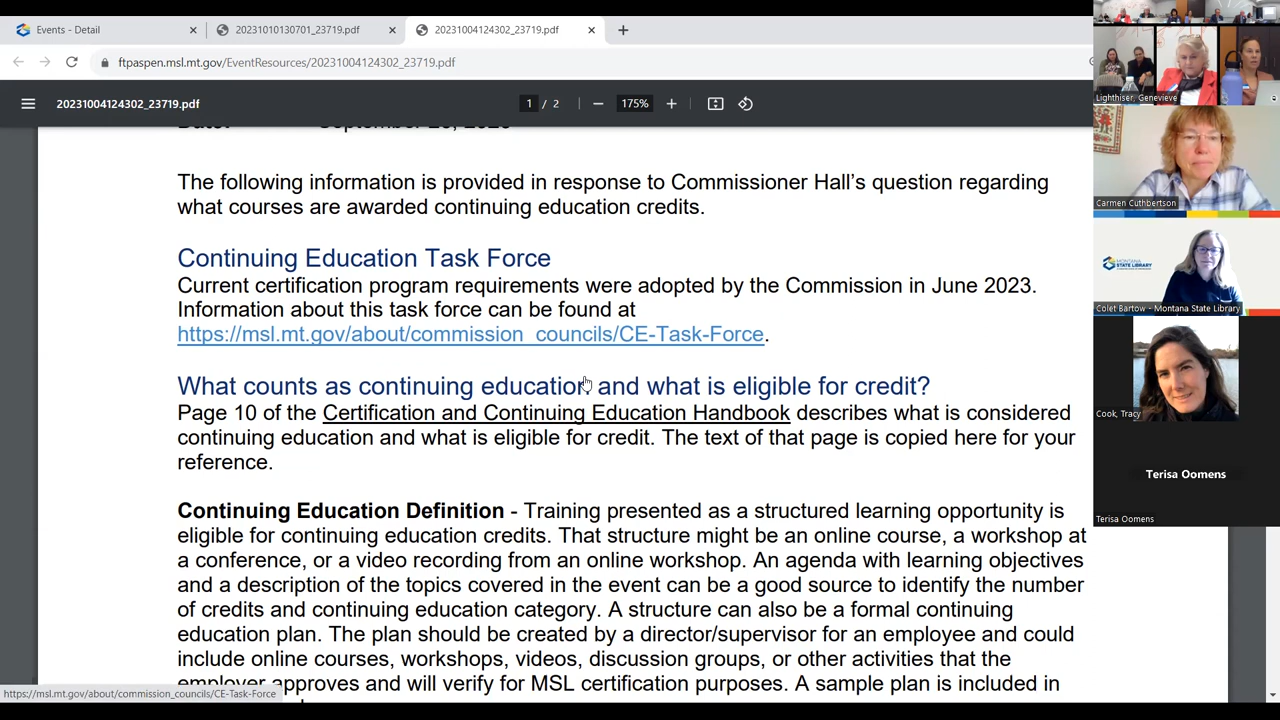 Events - Detail
20231010130701_23719.pdf
20231004124302_23719.pdf
ftpaspen.msl.mt.gov/EventResources/20231004124302_23719.pdf
20231004124302_23719.pdf
1 / 2
175%
The following information is provided in response to Commissioner Hall's question regarding
what courses are awarded continuing education credits.
Continuing Education Task Force
Current certification program requirements were adopted by the Commission in June 2023.
Information about this task force can be found at
https://msl.mt.gov/about/commission_councils/CE-Task-Force.
What counts as continuing education and what is eligible for credit?
Page 10 of the Certification and Continuing Education Handbook describes what is considered
continuing education and what is eligible for credit. The text of that page is copied here for your
reference.
Continuing Education Definition - Training presented as a structured learning opportunity is
eligible for continuing education credits. That structure might be an online course, a workshop at
a conference, or a video recording from an online workshop. An agenda with learning objectives
and a description of the topics covered in the event can be a good source to identify the number
of credits and continuing education category. A structure can also be a formal continuing
education plan. The plan should be created by a director/supervisor for an employee and could
include online courses, workshops, videos, discussion groups, or other activities that the
employer approves and will verify for MSL certification purposes. A sample plan is included in
https://msl.mt.gov/about/commission_councils/CE-Task-Force
Lighthiser, Genevieve
Carmen Cuthbertson
MONTANA
STATE LIBRARY
Colet Bartow - Montana State Library
Cook, Tracy
Terisa Oomens
Terisa Oomens